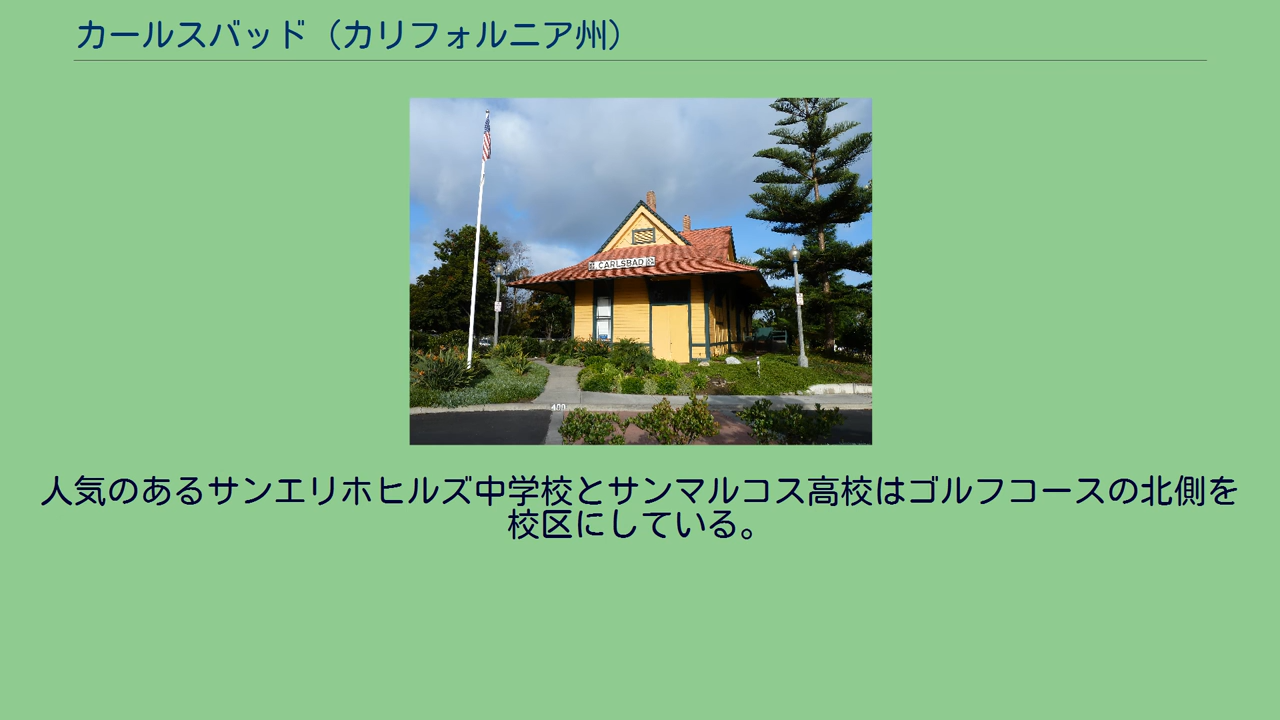 カールスバッド（カリフォルニア州）
CARLSBAD
400
人気のあるサンエリホヒルズ中学校とサンマルコス高校はゴルフコースの北側を
校区にしている。